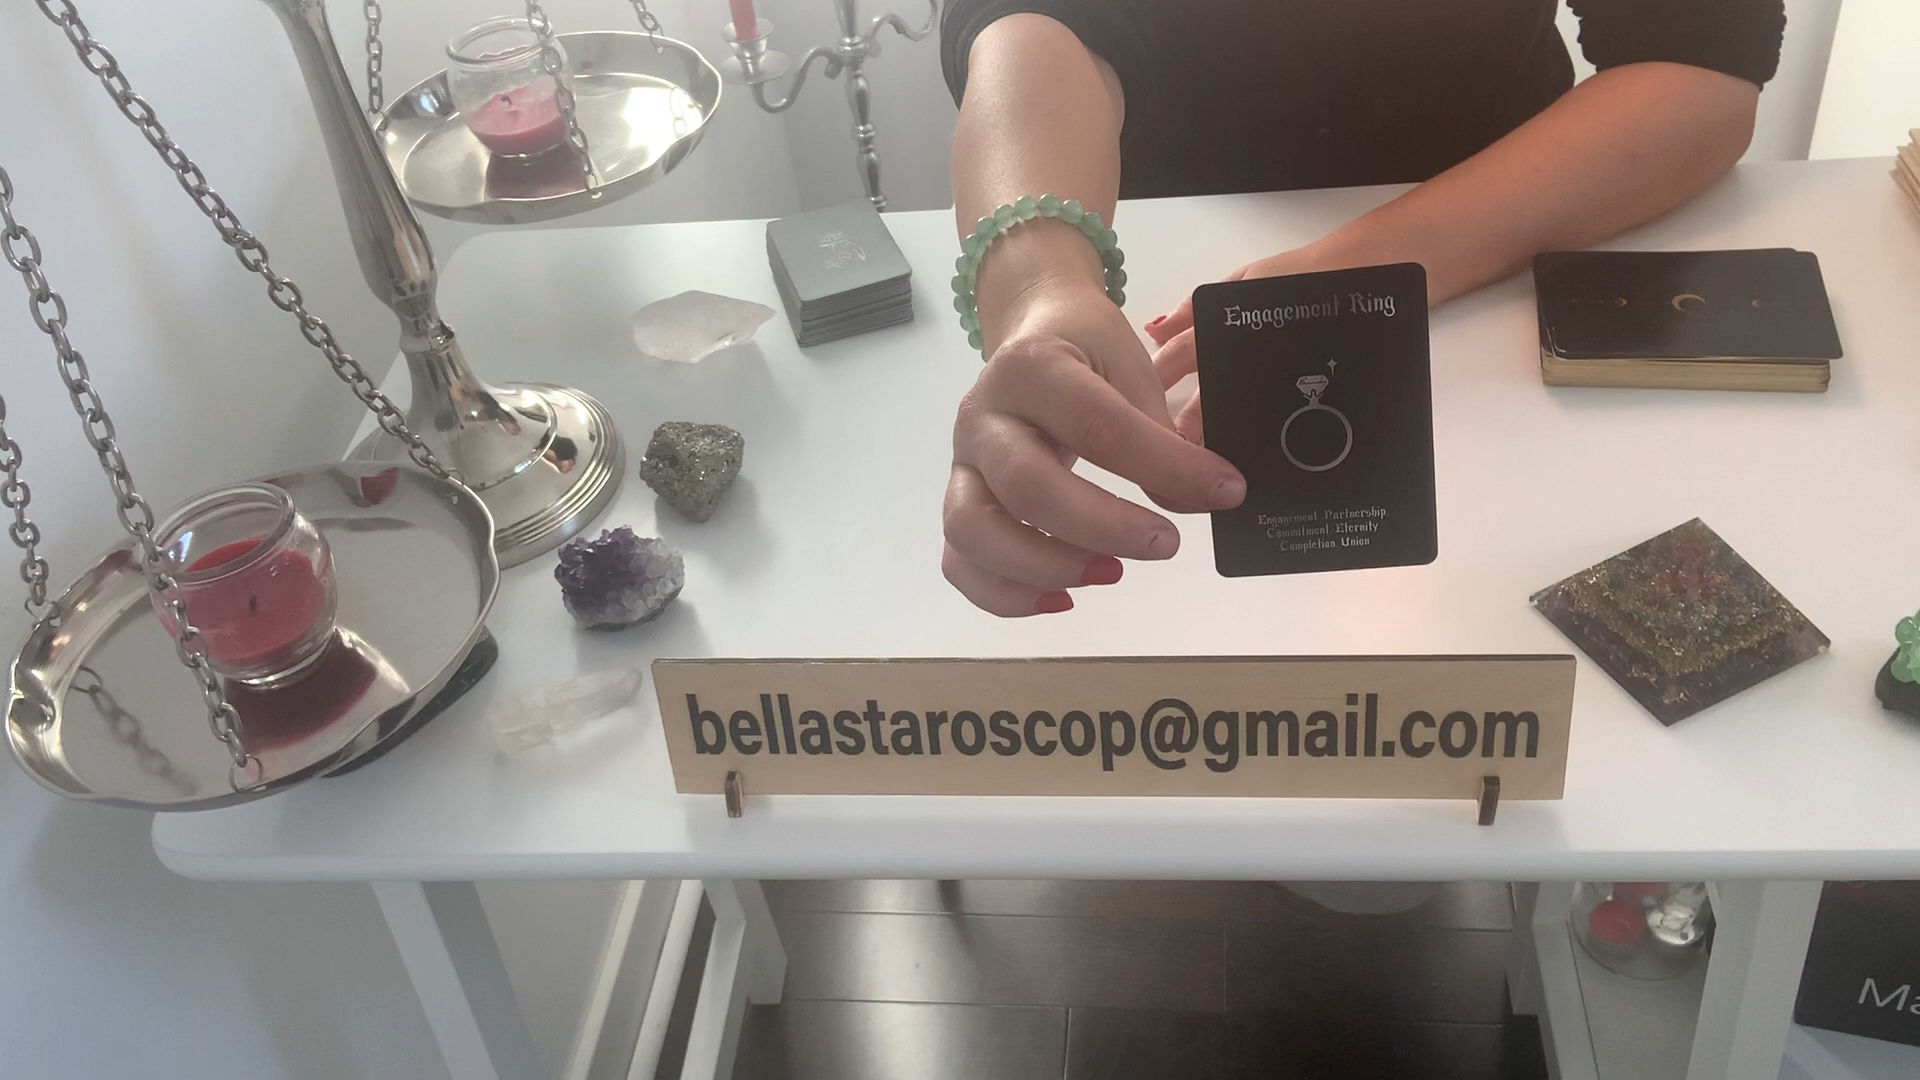 Engagement Ring
Engagement Partnership
Commitment Eternity
Completion Union
bellastaroscop@gmail.com